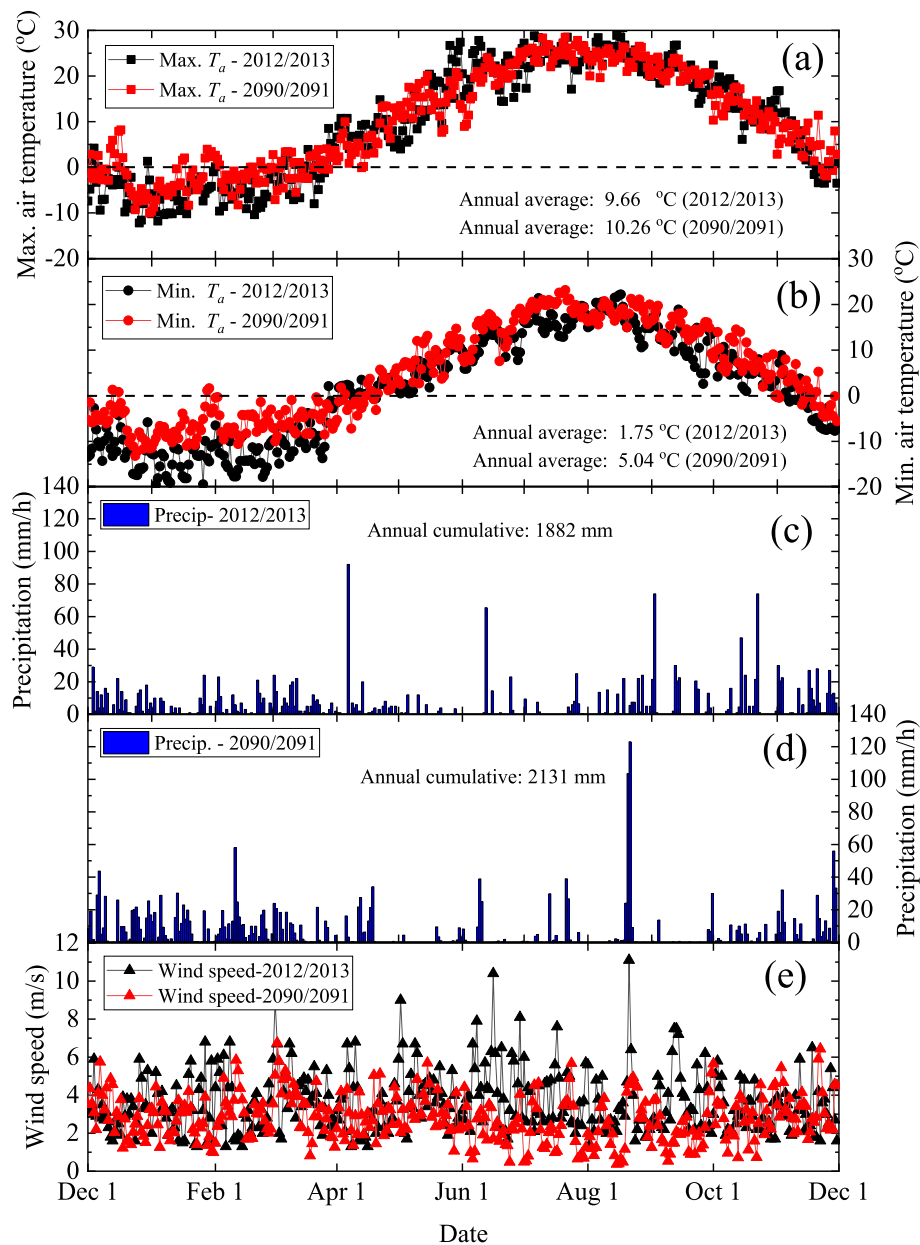 30
20
10
0
-10
-20
Max. air temperature (°C)
Max. Ta - 2012/2013
Max. Ta - 2090/2091
(a)
Annual average: 9.66 °C (2012/2013)
Annual average: 10.26 °C (2090/2091)
30
20
10
0
-10
-20
Min. air temperature (°C)
Min. Ta - 2012/2013
Min. Ta - 2090/2091
(b)
Annual average: 1.75 °C (2012/2013)
Annual average: 5.04 °C (2090/2091)
140
120
100
80
60
40
20
0
Precipitation (mm/h)
Precip- 2012/2013
Annual cumulative: 1882 mm
(c)
140
120
100
80
60
40
20
0
Precipitation (mm/h)
Precip. - 2090/2091
Annual cumulative: 2131 mm
(d)
12
10
8
6
4
2
0
Wind speed (m/s)
Wind speed-2012/2013
Wind speed-2090/2091
(e)
Dec 1 Feb 1 Apr 1 Jun 1 Aug 1 Oct 1 Dec 1
Date